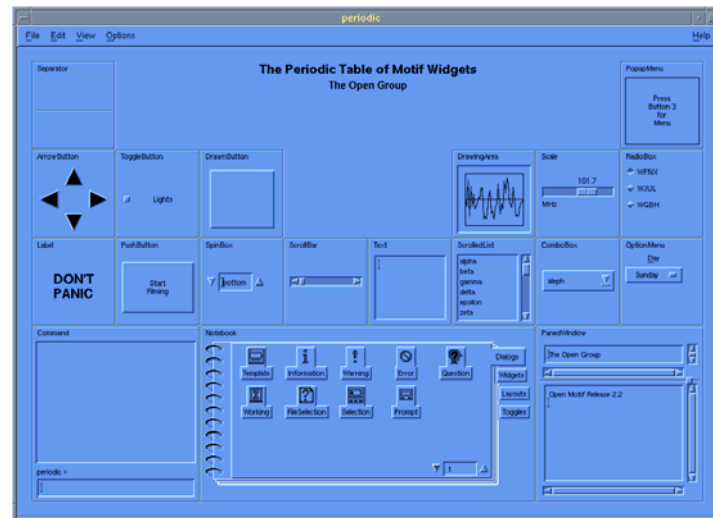 periodic
File Edit View Options Help
Separator
The Periodic Table of Motif Widgets
The Open Group
PopupMenu
Press
Button 3
for
Menu
ArrowButton
ToggleButton
Lights
DrawnButton
DrawingArea
Scale
101.7
MHz
RadioBox
WFNX
WJUL
WGBH
Label
DON'T
PANIC
PushButton
Start
Filming
SpinBox
bottom
ScrollBar
Text
ScrolledList
alpha
beta
gamma
delta
epsilon
zeta
ComboBox
aleph
OptionMenu
Day
Sunday
Command
periodic >
Notebook
Template Information Warning Error Question
Working FileSelection Selection Prompt
1
Dialogs
Widgets
Layouts
Toggles
PanedWindow
The Open Group
Open Motif Release 2.2